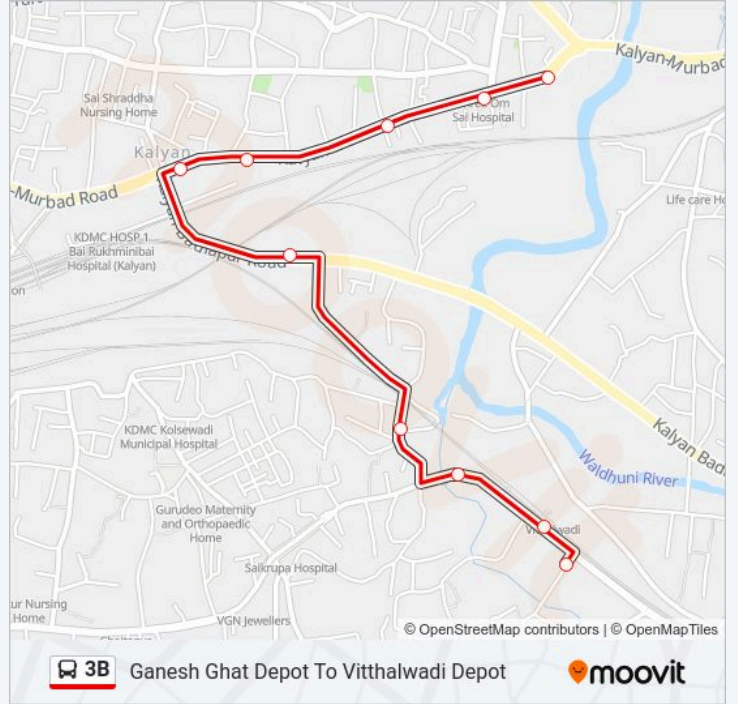 Kalyan-Murbad
Sai Shraddha
Nursing Home
Om
Sai Hospital
Kalyan
-Murbad Road
Life care Ho
KDMC HOSP 1
Bai Rukhminibai
Hospital (Kalyan)
Road
on
KDMC Kolsewadi
Municipal Hospital
Kalyan Bad
Waldhuni River
Gurudeo Maternity
and Orthopaedic
Home
Saikrupa Hospital
ur Nursing
Home
VGN Jewellers
© OpenStreetMap contributors | © OpenMapTiles
3B Ganesh Ghat Depot To Vitthalwadi Depot
moovit